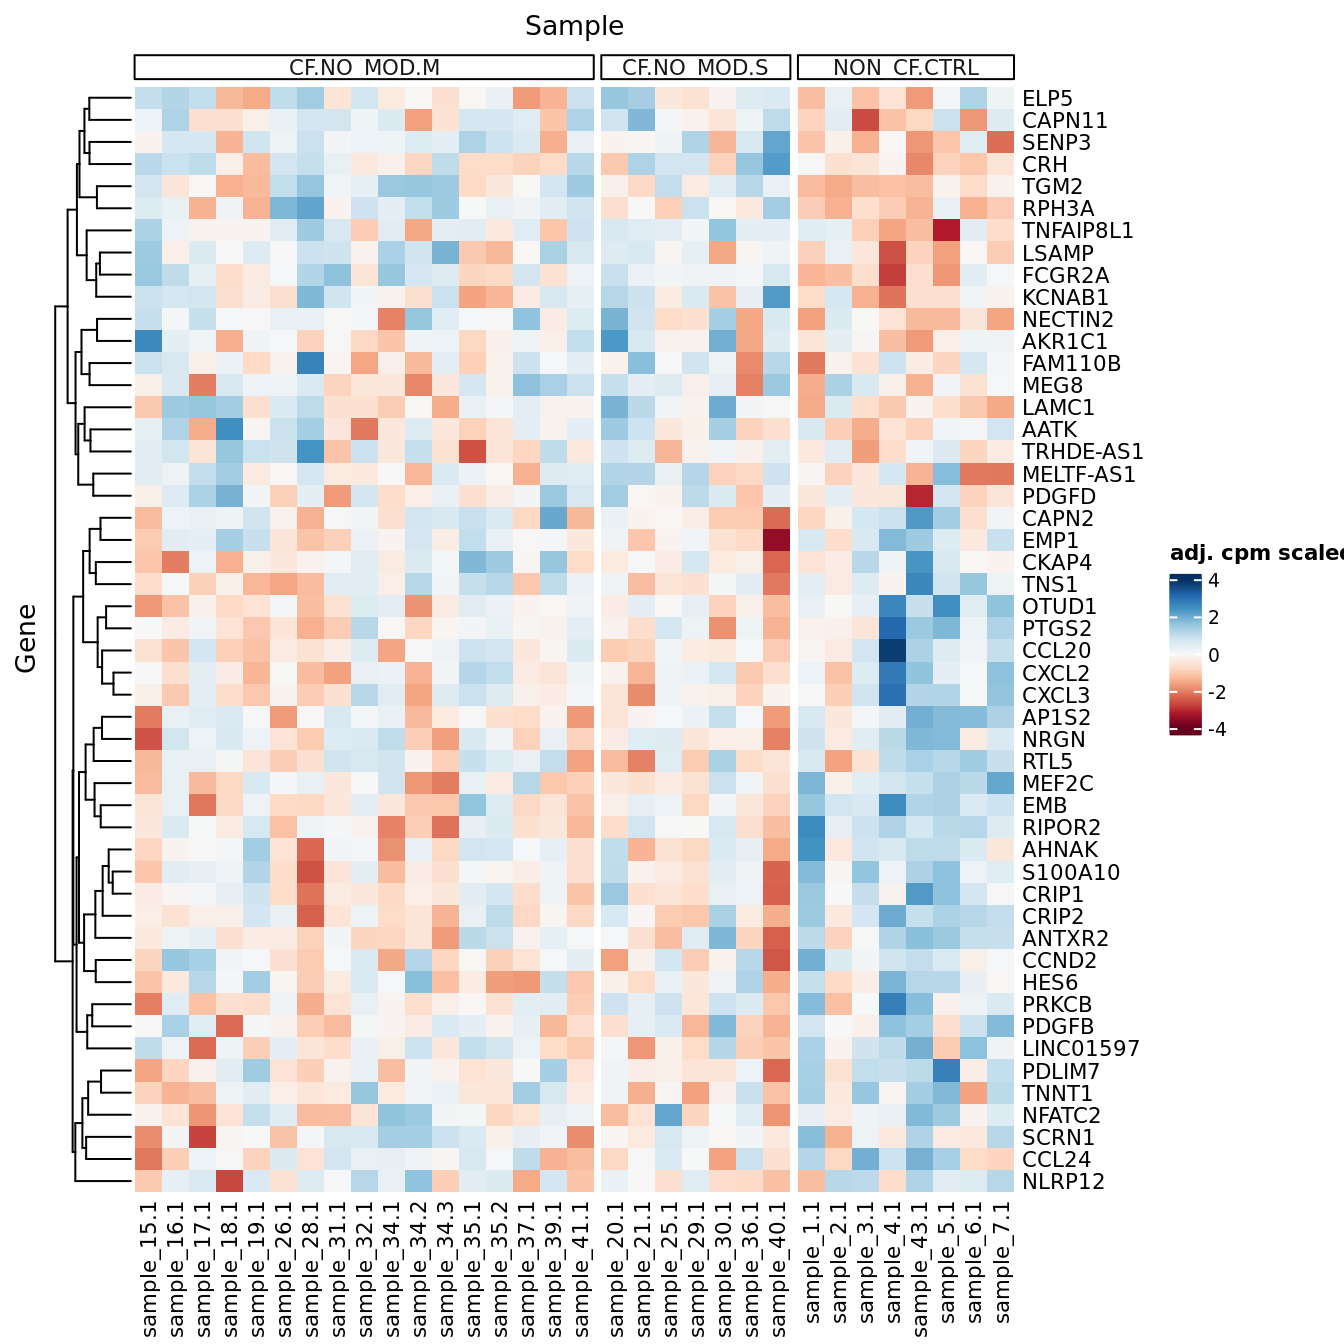 Sample
CF.NO_MOD.M
CF.NO_MOD.S
NON_CF.CTRL
Gene
ELP5
CAPN11
SENP3
CRH
TGM2
RPH3A
TNFAIP8L1
LSAMP
FCGR2A
KCNAB1
NECTIN2
AKR1C1
FAM110B
MEG8
LAMC1
AATK
TRHDE-AS1
MELTF-AS1
PDGFD
CAPN2
EMP1
CKAP4
TNS1
OTUD1
PTGS2
CCL20
CXCL2
CXCL3
AP1S2
NRGN
RTL5
MEF2C
EMB
RIPOR2
AHNAK
S100A10
CRIP1
CRIP2
ANTXR2
CCND2
HES6
PRKCB
PDGFB
LINC01597
PDLIM7
TNNT1
NFATC2
SCRN1
CCL24
NLRP12
sample_15.1
sample_16.1
sample_17.1
sample_18.1
sample_19.1
sample_26.1
sample_28.1
sample_31.1
sample_32.1
sample_34.1
sample_34.2
sample_34.3
sample_35.1
sample_35.2
sample_37.1
sample_39.1
sample_41.1
sample_20.1
sample_21.1
sample_25.1
sample_29.1
sample_30.1
sample_36.1
sample_40.1
sample_1.1
sample_2.1
sample_3.1
sample_4.1
sample_43.1
sample_5.1
sample_6.1
sample_7.1
adj. cpm scaled
4
2
0
-2
-4